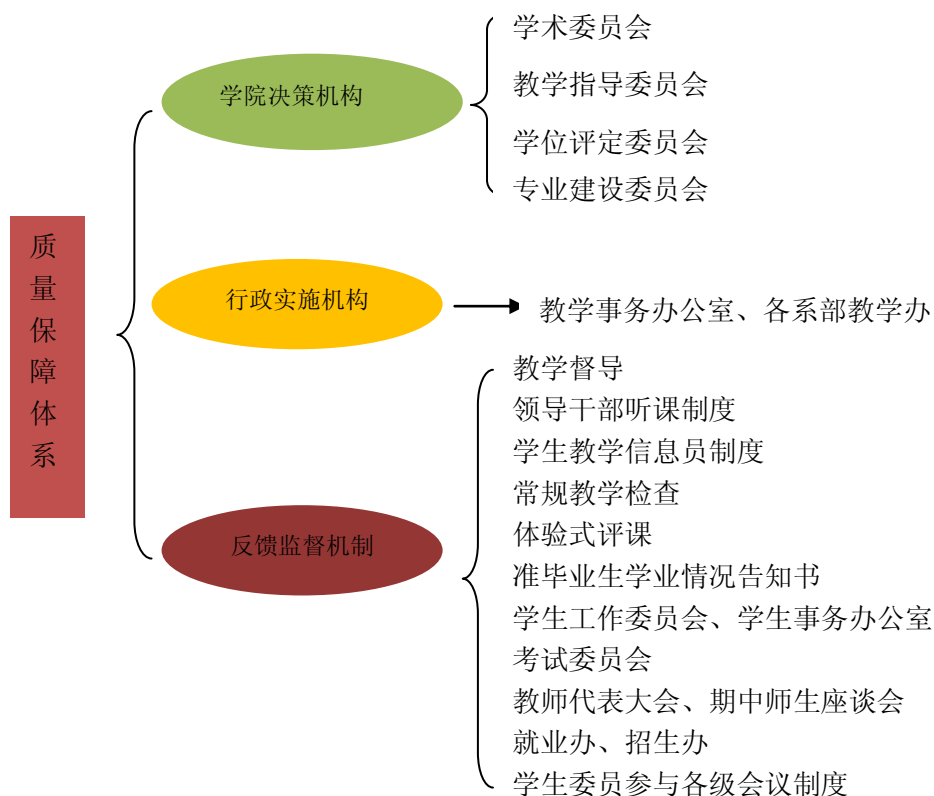 质量保障体系
学院决策机构
学术委员会
教学指导委员会
学位评定委员会
专业建设委员会
行政实施机构
教学事务办公室、各系部教学办
反馈监督机制
教学督导
领导干部听课制度
学生教学信息员制度
常规教学检查
体验式评课
准毕业生学业情况告知书
学生工作委员会、学生事务办公室
考试委员会
教师代表大会、期中师生座谈会
就业办、招生办
学生委员参与各级会议制度